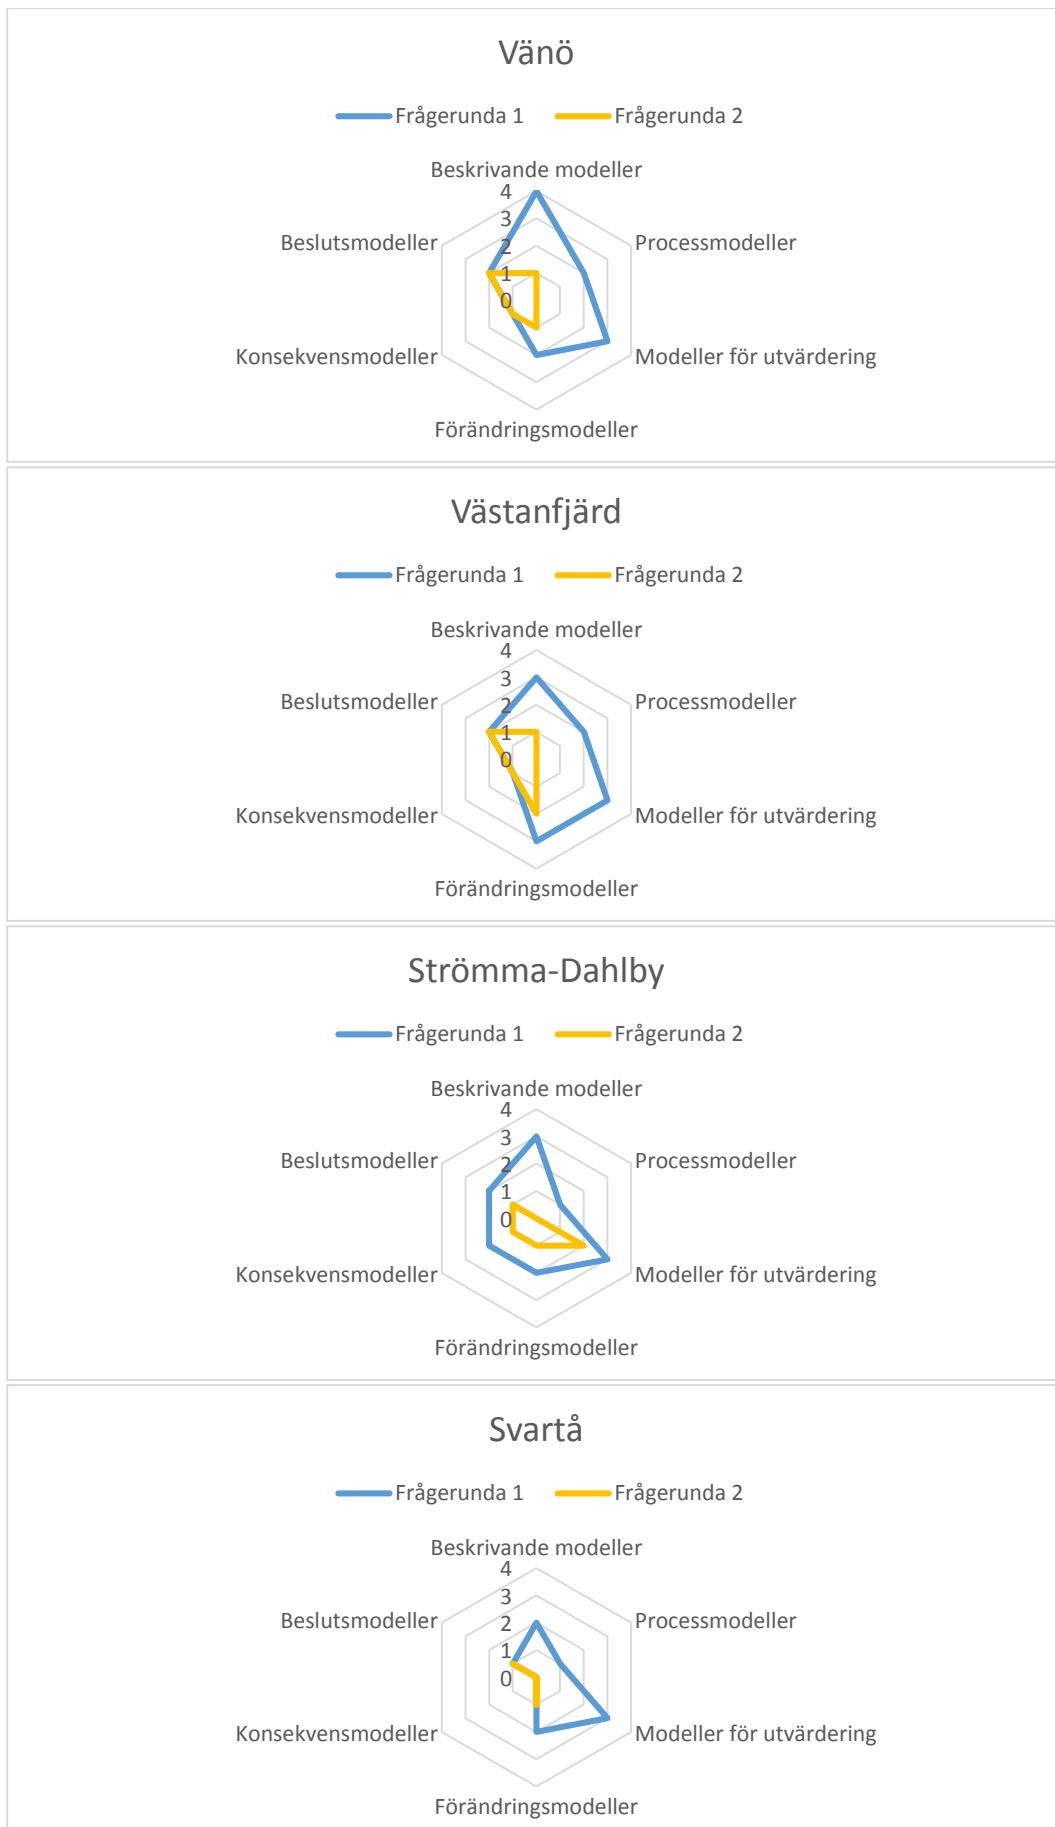 Vänö
Frågerunda 1 Frågerunda 2
Beskrivande modeller
4
3
2
1
0
Processmodeller
Modeller för utvärdering
Förändringsmodeller
Konsekvensmodeller
Beslutsmodeller
Västanfjärd
Frågerunda 1 Frågerunda 2
Beskrivande modeller
4
3
2
1
0
Processmodeller
Modeller för utvärdering
Förändringsmodeller
Konsekvensmodeller
Beslutsmodeller
Strömma-Dahlby
Frågerunda 1 Frågerunda 2
Beskrivande modeller
4
3
2
1
0
Processmodeller
Modeller för utvärdering
Förändringsmodeller
Konsekvensmodeller
Beslutsmodeller
Svartå
Frågerunda 1 Frågerunda 2
Beskrivande modeller
4
3
2
1
0
Processmodeller
Modeller för utvärdering
Förändringsmodeller
Konsekvensmodeller
Beslutsmodeller